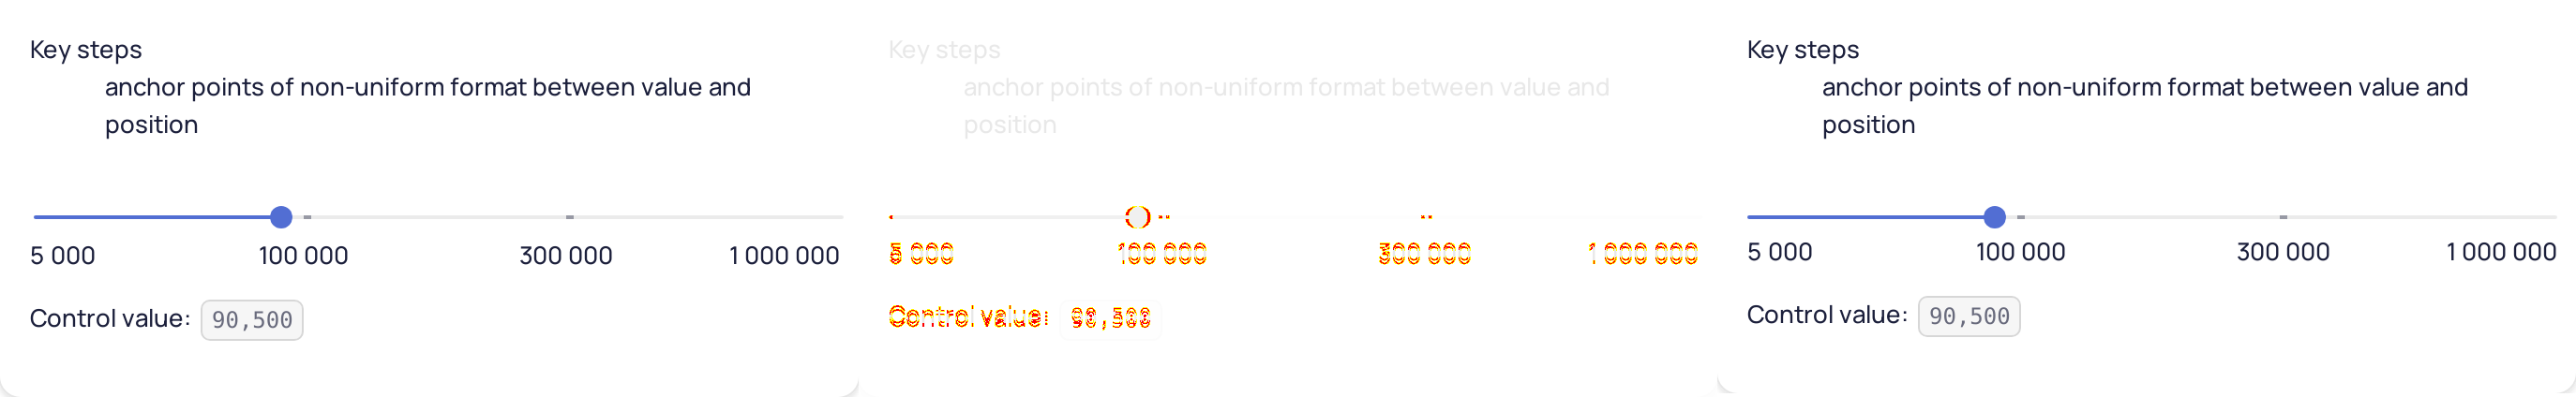 Key steps
anchor points of non-uniform format between value and
position
5 000 100 000 300 000 1 000 000
Control value: 90,500
Key steps
anchor points of non-uniform format between value and
position
5 000 100 000 300 000 1 000 000
Control value: 90,500
Key steps
anchor points of non-uniform format between value and
position
5 000 100 000 300 000 1 000 000
Control value: 90,500